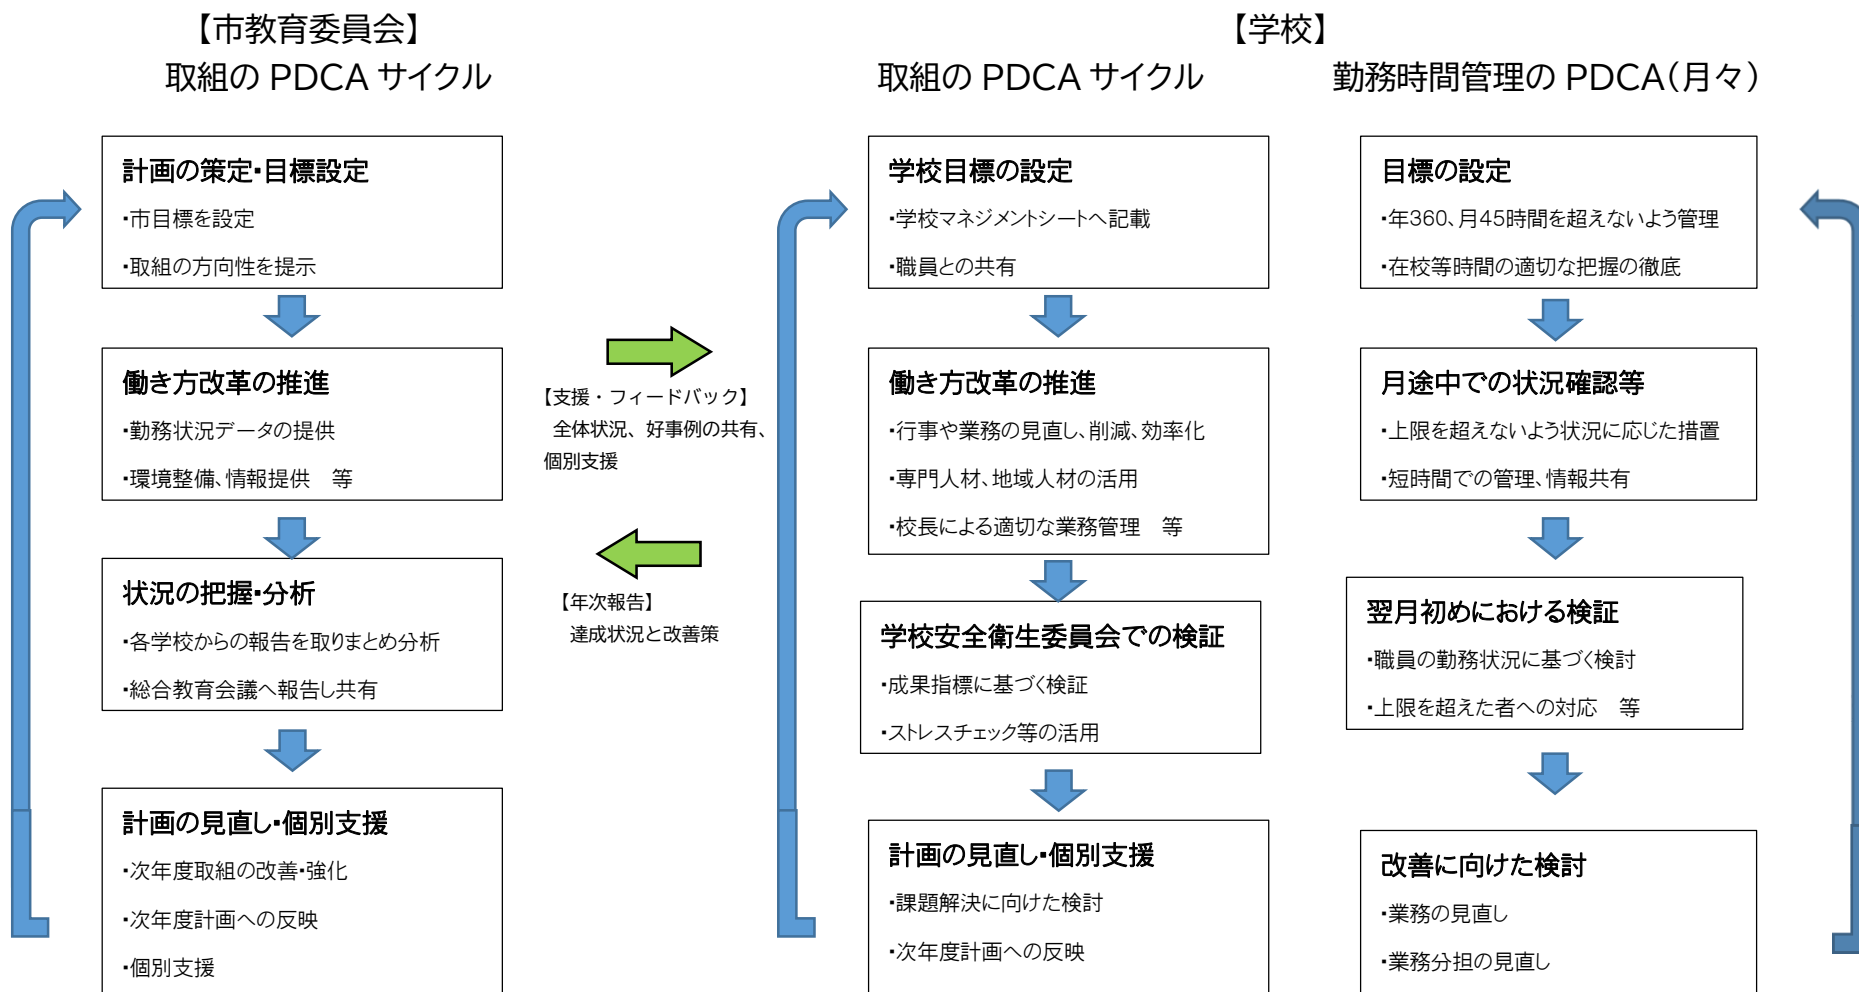 【市教育委員会】
取組の PDCA サイクル
計画の策定・目標設定
・市目標を設定
・取組の方向性を提示
働き方改革の推進
・勤務状況データの提供
・環境整備、情報提供　等
状況の把握・分析
・各学校からの報告を取りまとめ分析
・総合教育会議へ報告し共有
計画の見直し・個別支援
・次年度取組の改善・強化
・次年度計画への反映
・個別支援
【支援・フィードバック】
全体状況、好事例の共有、
個別支援
【年次報告】
達成状況と改善策
【学校】
取組の PDCA サイクル
学校目標の設定
・学校マネジメントシートへ記載
・職員との共有
働き方改革の推進
・行事や業務の見直し、削減、効率化
・専門人材、地域人材の活用
・校長による適切な業務管理　等
学校安全衛生委員会での検証
・成果指標に基づく検証
・ストレスチェック等の活用
計画の見直し・個別支援
・課題解決に向けた検討
・次年度計画への反映
勤務時間管理の PDCA（月々）
目標の設定
・年360、月45時間を超えないよう管理
・在校等時間の適切な把握の徹底
月途中での状況確認等
・上限を超えないよう状況に応じた措置
・短時間での管理、情報共有
翌月初めにおける検証
・職員の勤務状況に基づく検討
・上限を超えた者への対応　等
改善に向けた検討
・業務の見直し
・業務分担の見直し